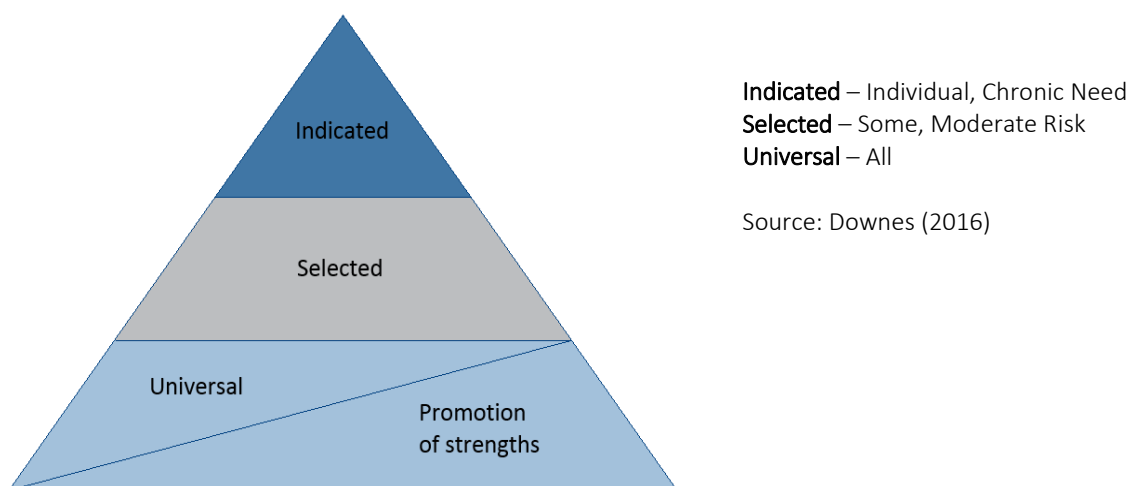 Indicated
Selected
Universal
Promotion
of strengths
Indicated – Individual, Chronic Need
Selected – Some, Moderate Risk
Universal – All
Source: Downes (2016)